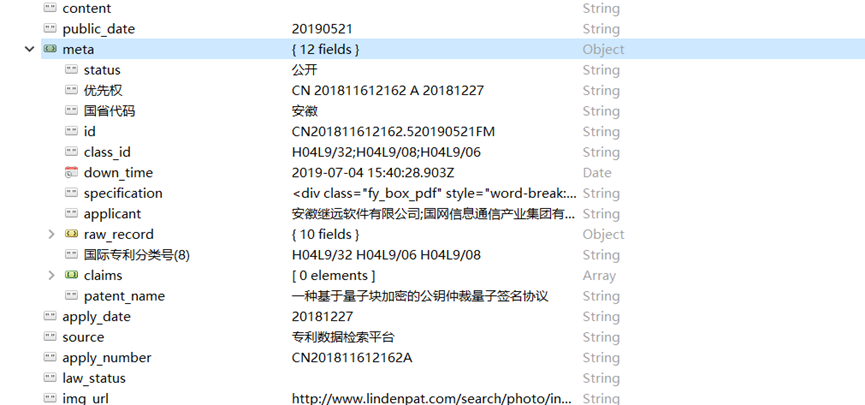 content String
public_date 20190521 String
meta { 12 fields } Object
status 公开 String
优先权 CN 201811612162 A 20181227 String
国省代码 安徽 String
id CN201811612162.520190521FM String
class_id H04L9/32;H04L9/08;H04L9/06 String
down_time 2019-07-04 15:40:28.903Z Date
specification <div class="fy_box_pdf" style="word-break:... String
applicant 安徽继远软件有限公司;国网信息通信产业集团有... String
raw_record { 10 fields } Object
国际专利分类号(8) H04L9/32 H04L9/06 H04L9/08 String
claims [ 0 elements ] Array
patent_name 一种基于量子块加密的公钥仲裁量子签名协议 String
apply_date 20181227 String
source 专利数据检索平台 String
apply_number CN201811612162A String
law_status String
img_url http://www.lindenpat.com/search/photo/in... String